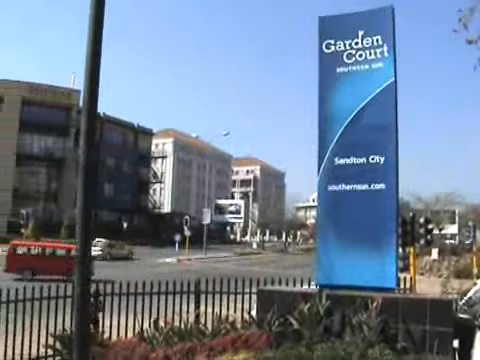 Garden
Court
SOUTHERN SUN
Sandton City
southernsun.com